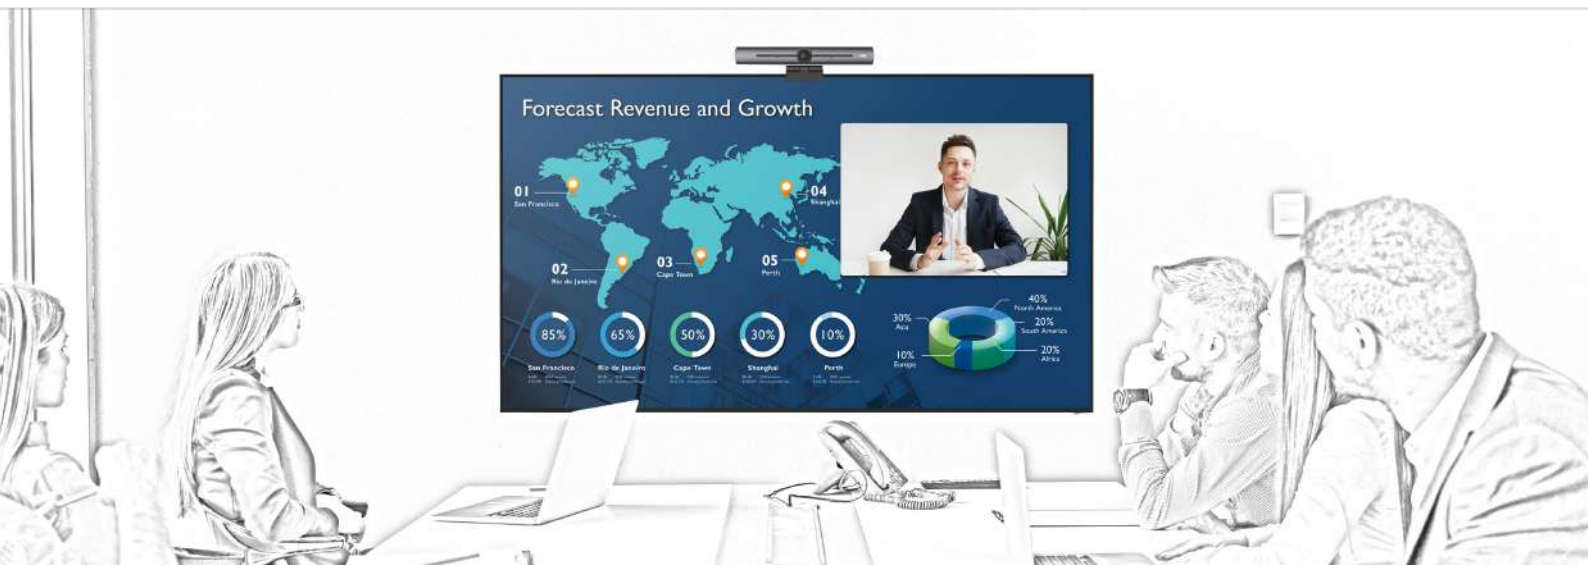 Forecast Revenue and Growth
01
San Francisco
04
Shanghai
02
Rio de Janeiro
03
Cape Town
05
Perth
85%
65%
50%
30%
10%
San Francisco
Rio de Janeiro
Cape Town
Shanghai
Perth
40%
North America
30%
Asia
20%
South America
20%
Africa
10%
Europe